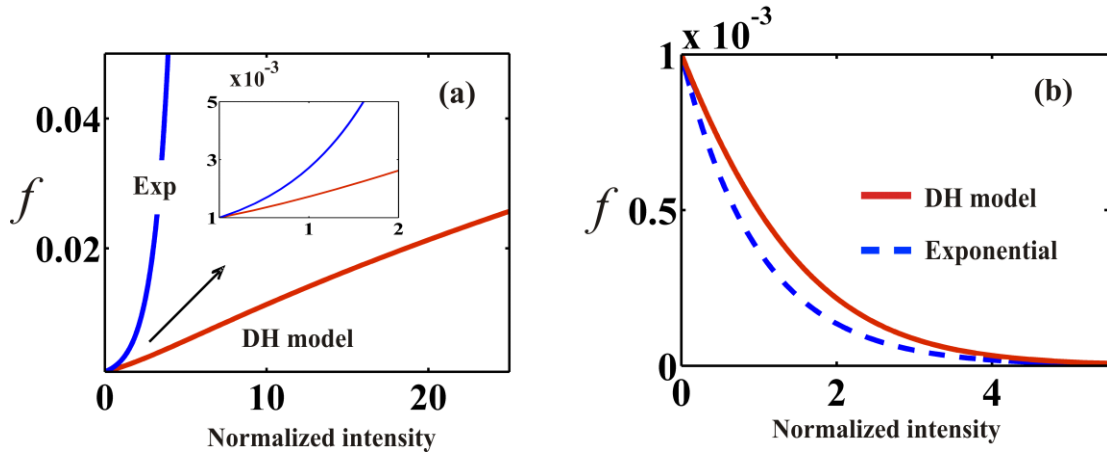 x10^-3
(a)
5
3
1
1
2
0.04
0.02
f
Exp
DH model
0
10
20
Normalized intensity
1 x 10^-3
(b)
0.5
0
f
DH model
Exponential
0
2
4
Normalized intensity